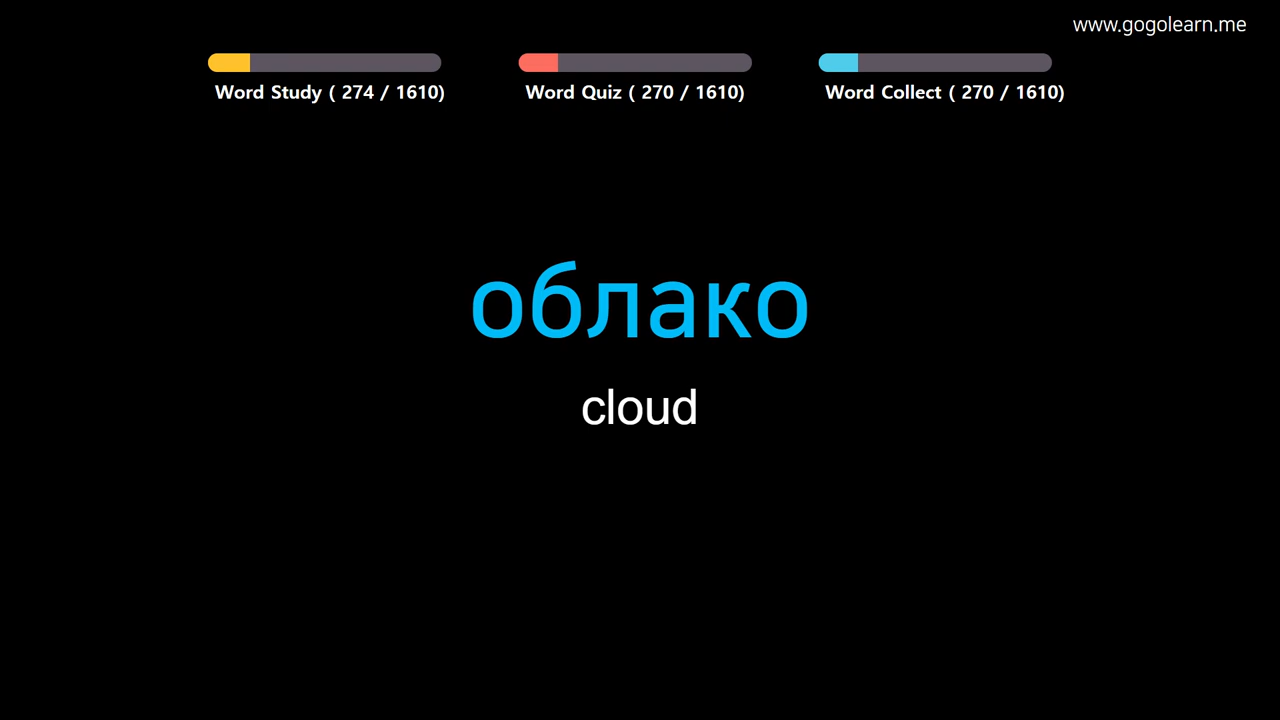 www.gogolearn.me
Word Study ( 274 / 1610)
Word Quiz ( 270 / 1610)
Word Collect ( 270 / 1610)
облако
cloud